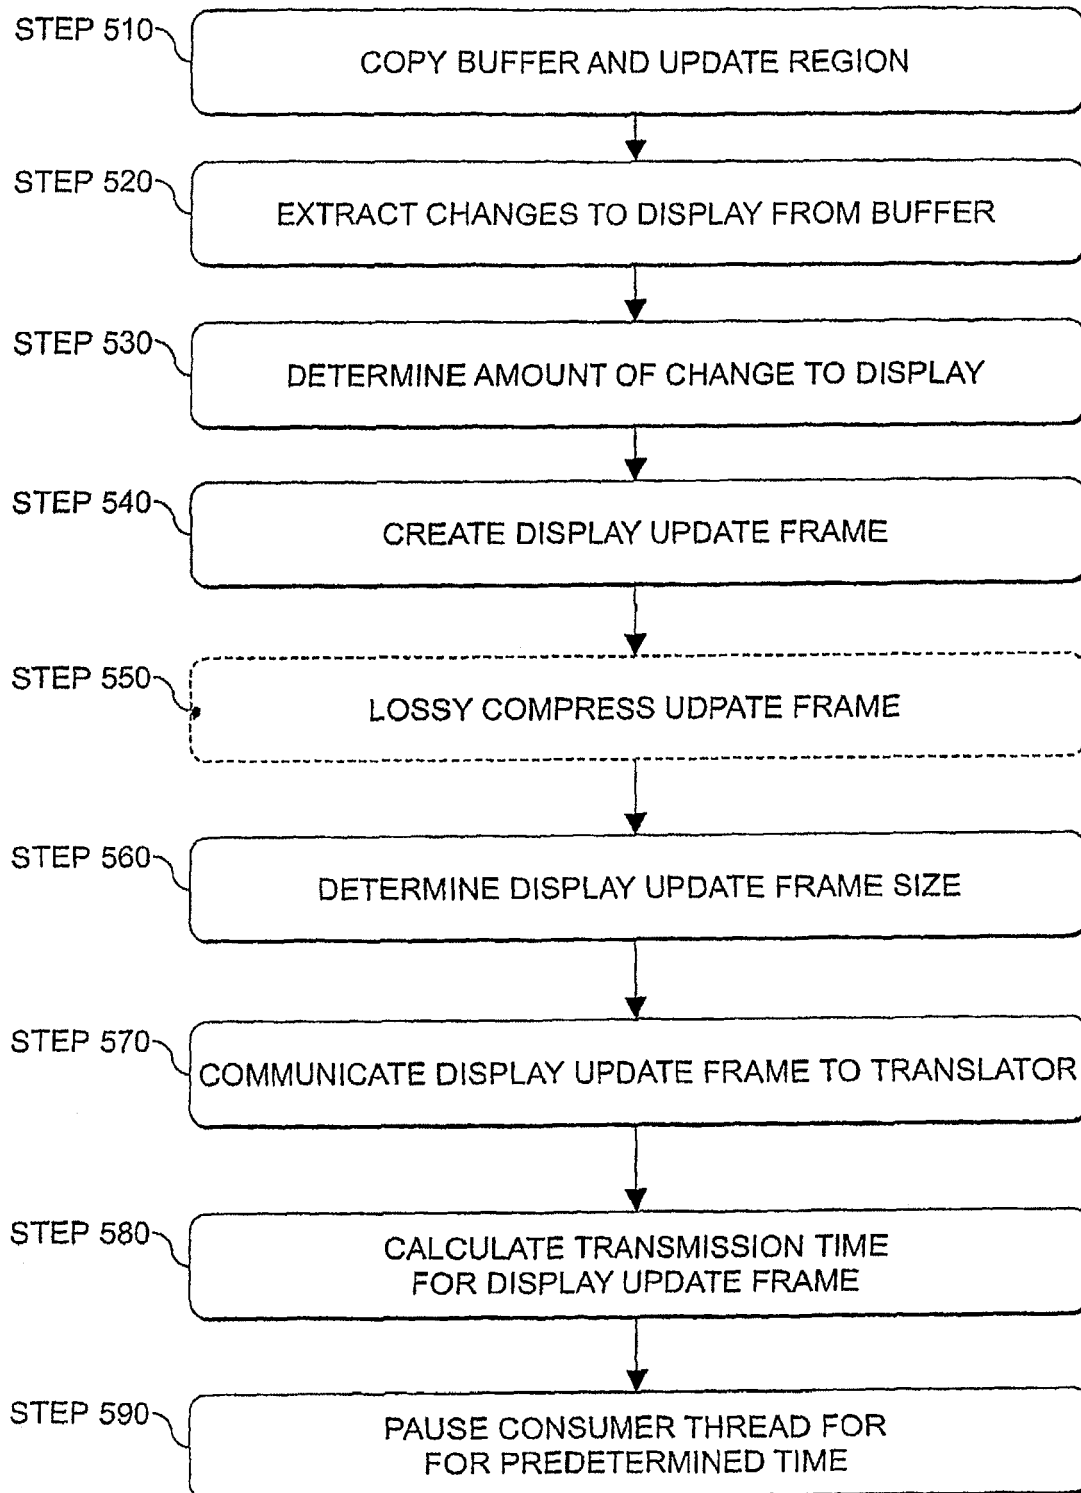 STEP 510
COPY BUFFER AND UPDATE REGION
STEP 520
EXTRACT CHANGES TO DISPLAY FROM BUFFER
STEP 530
DETERMINE AMOUNT OF CHANGE TO DISPLAY
STEP 540
CREATE DISPLAY UPDATE FRAME
STEP 550
LOSSY COMPRESS UDPATE FRAME
STEP 560
DETERMINE DISPLAY UPDATE FRAME SIZE
STEP 570
COMMUNICATE DISPLAY UPDATE FRAME TO TRANSLATOR
STEP 580
CALCULATE TRANSMISSION TIME
FOR DISPLAY UPDATE FRAME
STEP 590
PAUSE CONSUMER THREAD FOR
FOR PREDETERMINED TIME